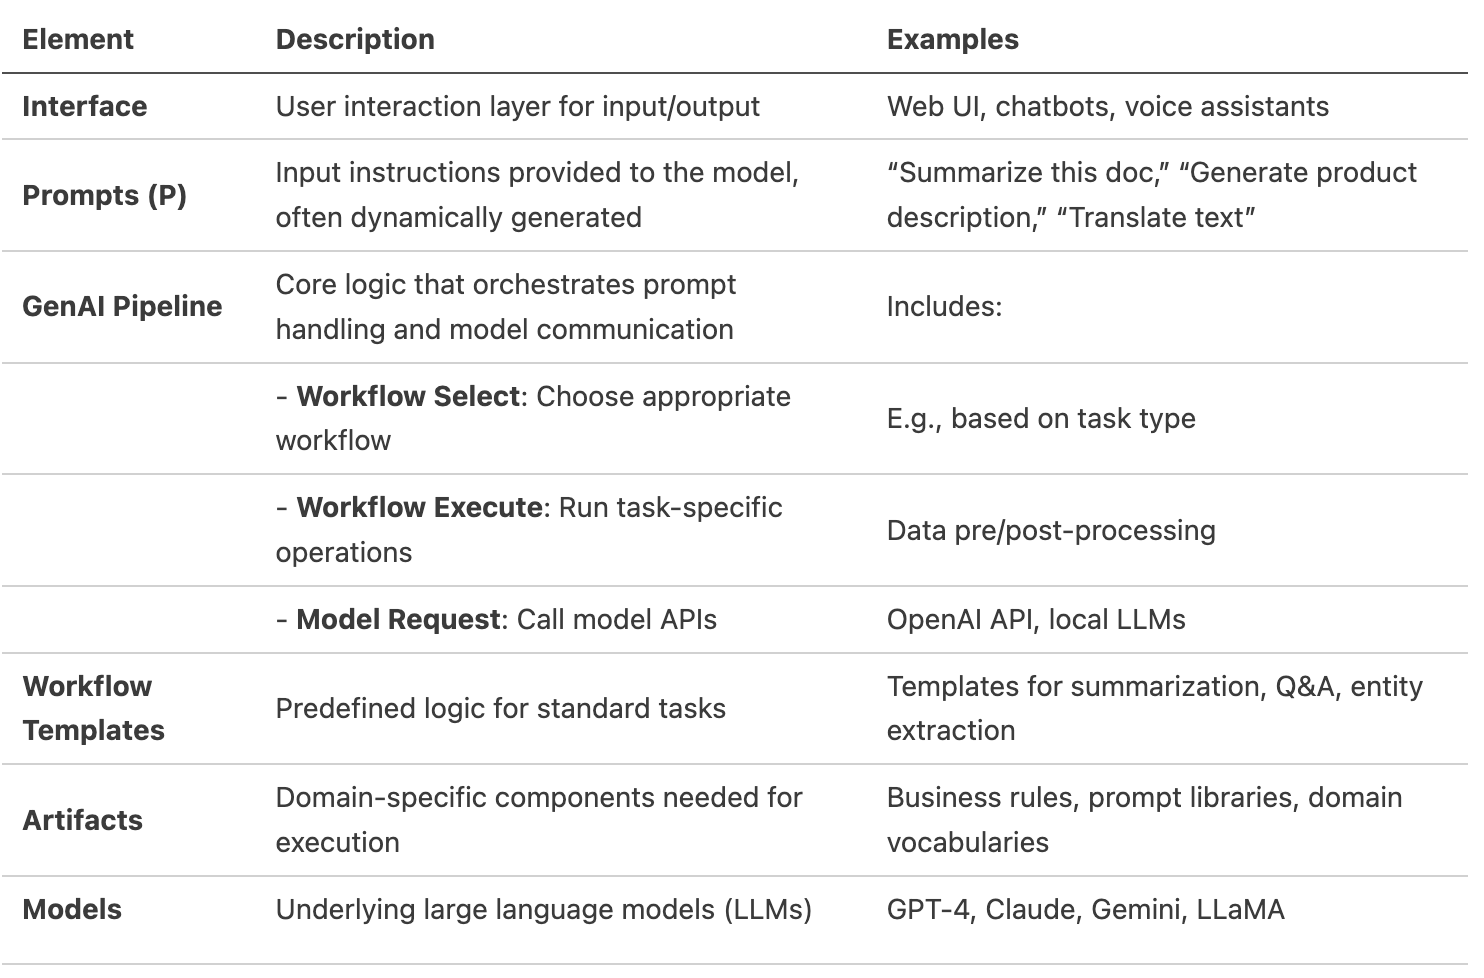 Element Description Examples
Interface User interaction layer for input/output Web UI, chatbots, voice assistants
Prompts (P) Input instructions provided to the model, often dynamically generated “Summarize this doc,” “Generate product description,” “Translate text”
GenAI Pipeline Core logic that orchestrates prompt handling and model communication Includes:
- Workflow Select: Choose appropriate workflow E.g., based on task type
- Workflow Execute: Run task-specific operations Data pre/post-processing
- Model Request: Call model APIs OpenAI API, local LLMs
Workflow Templates Predefined logic for standard tasks Templates for summarization, Q&A, entity extraction
Artifacts Domain-specific components needed for execution Business rules, prompt libraries, domain vocabularies
Models Underlying large language models (LLMs) GPT-4, Claude, Gemini, LLaMA